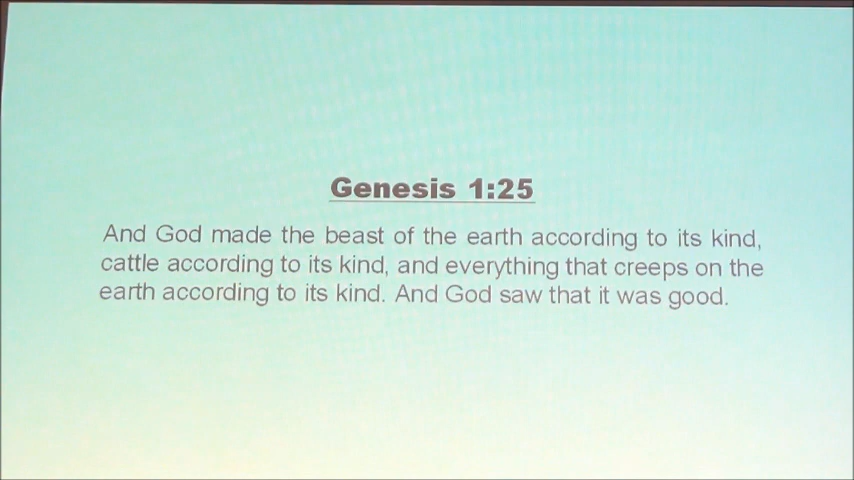 Genesis 1:25
And God made the beast of the earth according to its kind,
cattle according to its kind, and everything that creeps on the
earth according to its kind. And God saw that it was good.